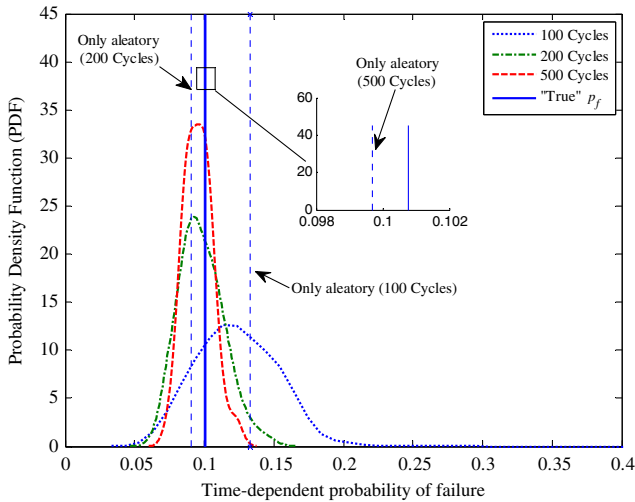 45
40
35
30
25
20
15
10
5
0
Probability Density Function (PDF)
0
0.05
0.1
0.15
0.2
0.25
0.3
0.35
0.4
Time-dependent probability of failure
Only aleatory
(200 Cycles)
Only aleatory
(500 Cycles)
60
40
20
0
0.098
0.1
0.102
Only aleatory (100 Cycles)
100 Cycles
200 Cycles
500 Cycles
"True" p_f